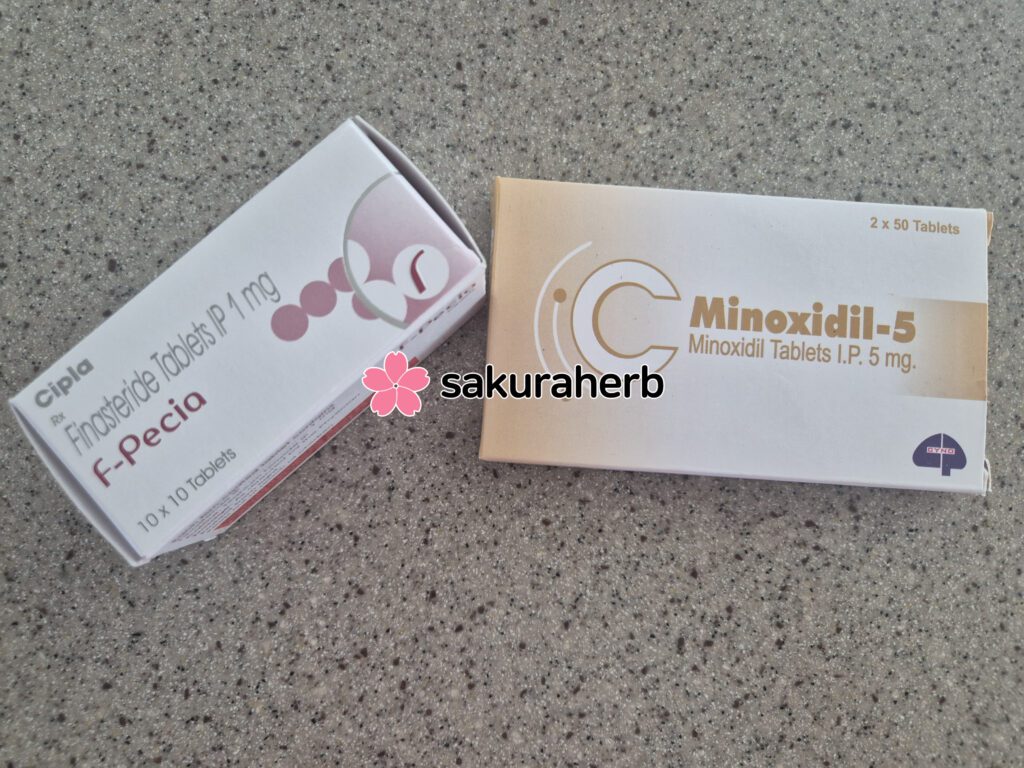 Cipla
Rx
Finasteride Tablets IP 1 mg
F-Pecia
10 x 10 Tablets
2 x 50 Tablets
C Minoxidil-5
Minoxidil Tablets I.P. 5 mg.
GYNO
sakuraherb